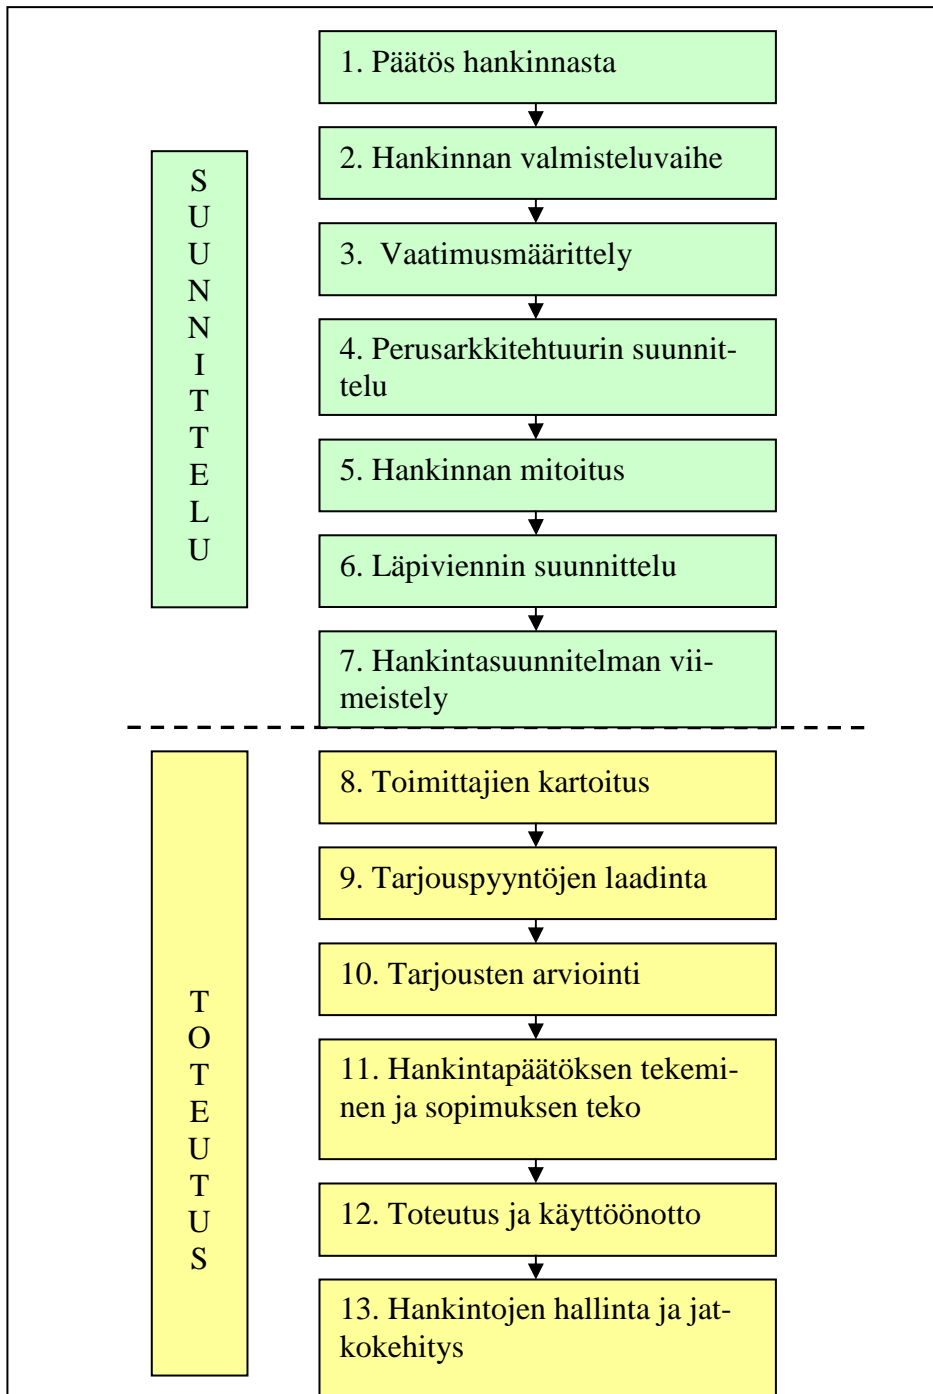 1. Päätös hankinnasta
2. Hankinnan valmisteluvaihe
3. Vaatimusmäärittely
4. Perusarkkitehtuurin suunnit-
telu
5. Hankinnan mitoitus
6. Läpiviennin suunnittelu
7. Hankintasuunnitelman vii-
meistely
S
U
U
N
N
I
T
T
E
L
U
8. Toimittajien kartoitus
9. Tarjouspyyntöjen laadinta
10. Tarjousten arviointi
11. Hankintapäätöksen tekemi-
nen ja sopimuksen teko
12. Toteutus ja käyttöönotto
13. Hankintojen hallinta ja jat-
kokehitys
T
O
T
E
U
T
U
S